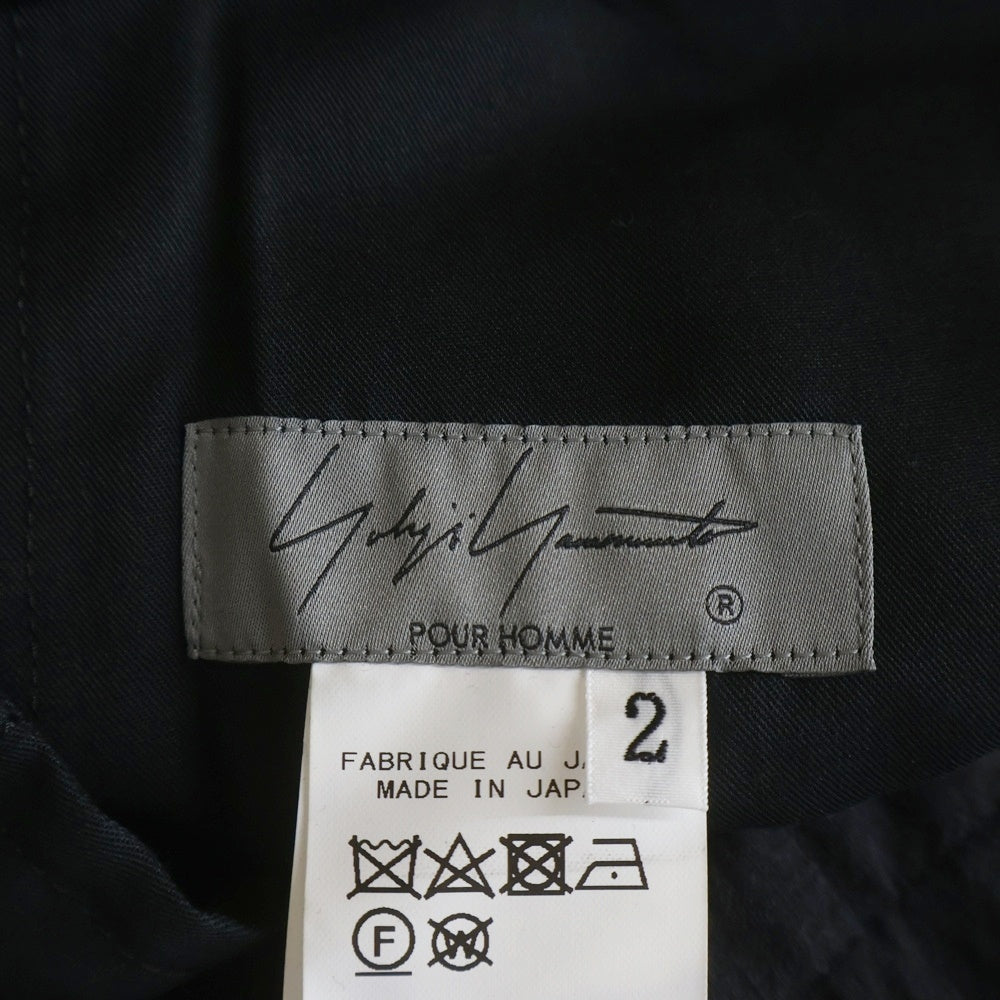 Yohji Yamamoto
®
POUR HOMME
2
FABRIQUE AU JA
MADE IN JAPA
F
W